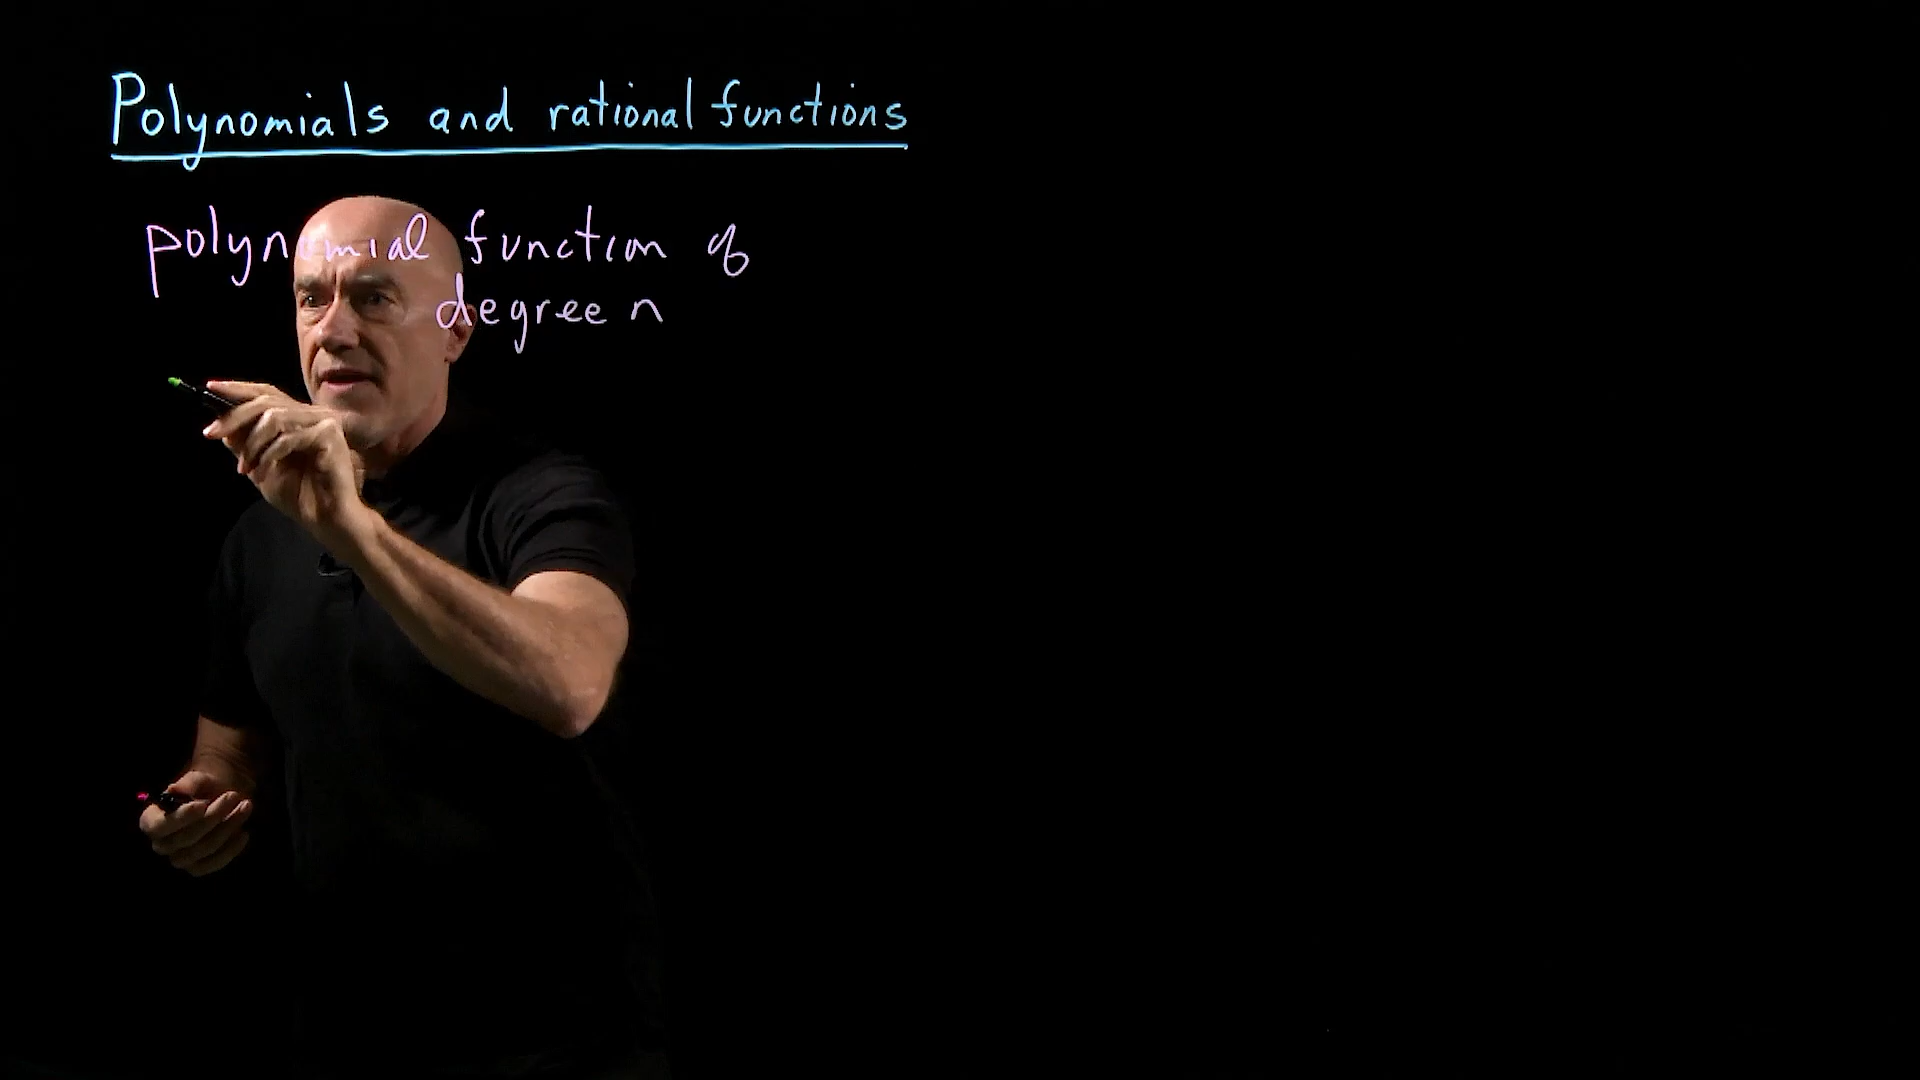 Polynomials and rational functions
polynomial function of
degree n